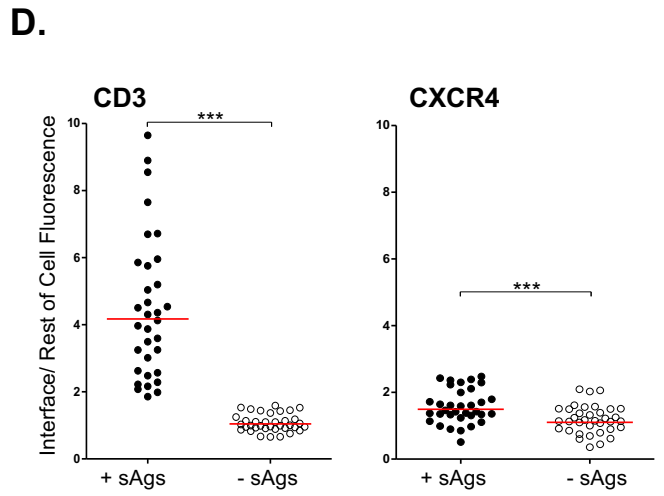 D.
CD3
CXCR4
***
***
Interface/ Rest of Cell Fluorescence
10
8
6
4
2
0
10
8
6
4
2
0
+ sAgs
- sAgs
+ sAgs
- sAgs